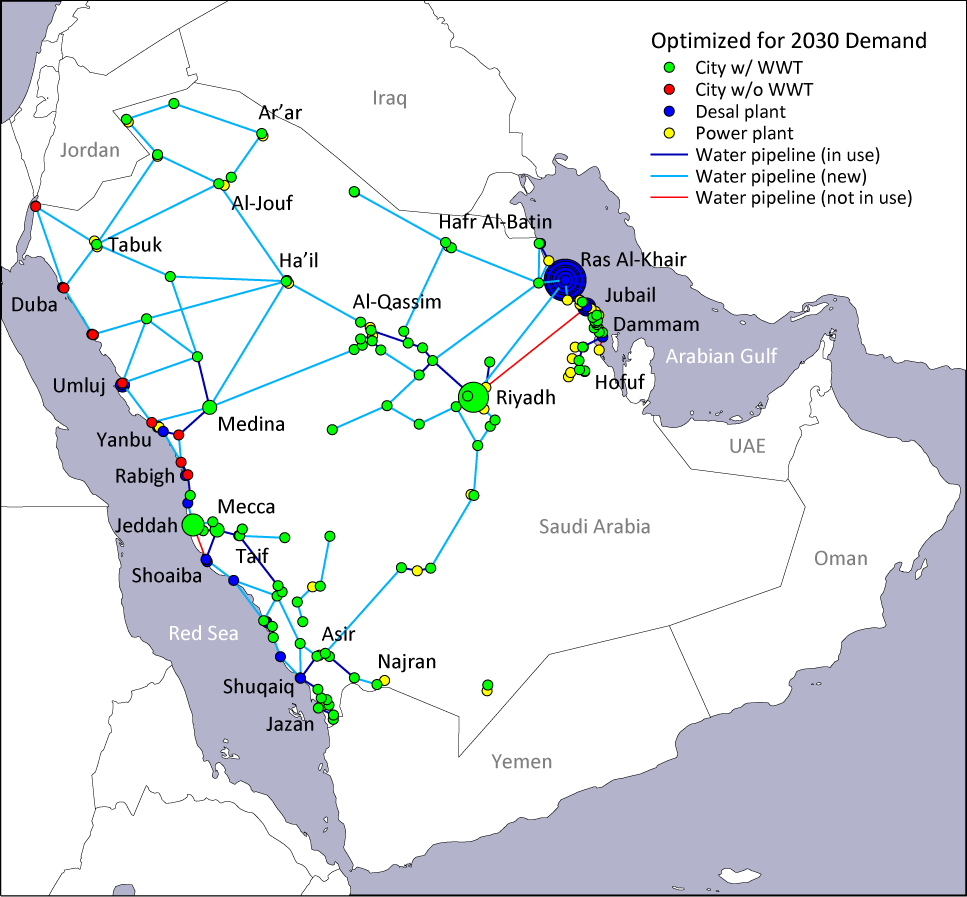 Optimized for 2030 Demand
City w/ WWT
City w/o WWT
Desal plant
Power plant
Water pipeline (in use)
Water pipeline (new)
Water pipeline (not in use)
Iraq
Ar'ar
Jordan
Al-Jouf
Hafr Al-Batin
Tabuk
Ha'il
Ras Al-Khair
Duba
Al-Qassim
Jubail
Dammam
Arabian Gulf
Umluj
Hofuf
Riyadh
Medina
Yanbu
UAE
Rabigh
Mecca
Jeddah
Saudi Arabia
Taif
Oman
Shoaiba
Red Sea
Asir
Najran
Shuqaiq
Jazan
Yemen